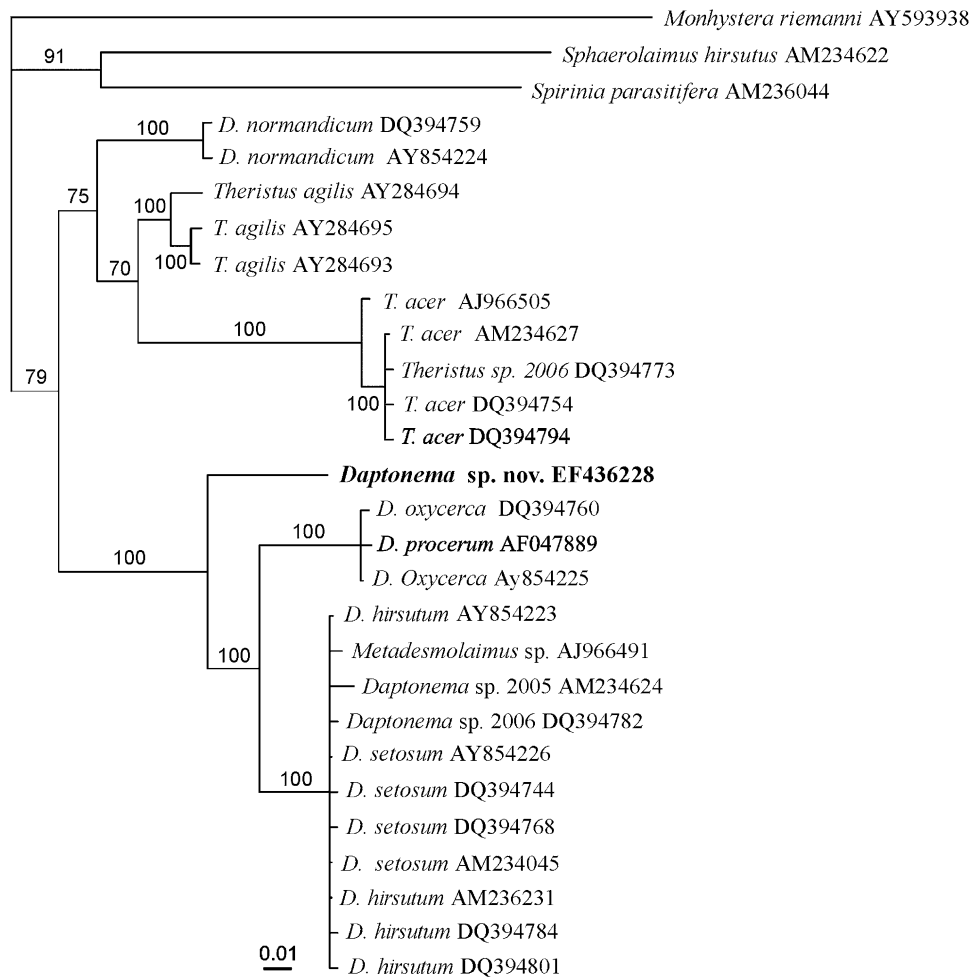 Monhystera riemanni AY593938
91
Sphaerolaimus hirsutus AM234622
Spirinia parasitifera AM236044
100
D. normandicum DQ394759
D. normandicum AY854224
75
100
Theristus agilis AY284694
T. agilis AY284695
100
T. agilis AY284693
70
T. acer AJ966505
100
T. acer AM234627
Theristus sp. 2006 DQ394773
79
100
T. acer DQ394754
T. acer DQ394794
Daptonema sp. nov. EF436228
D. oxycerca DQ394760
100
D. procerum AF047889
100
D. Oxycerca Ay854225
D. hirsutum AY854223
100
Metadesmolaimus sp. AJ966491
Daptonema sp. 2005 AM234624
Daptonema sp. 2006 DQ394782
D. setosum AY854226
100
D. setosum DQ394744
D. setosum DQ394768
D. setosum AM234045
D. hirsutum AM236231
D. hirsutum DQ394784
0.01
D. hirsutum DQ394801